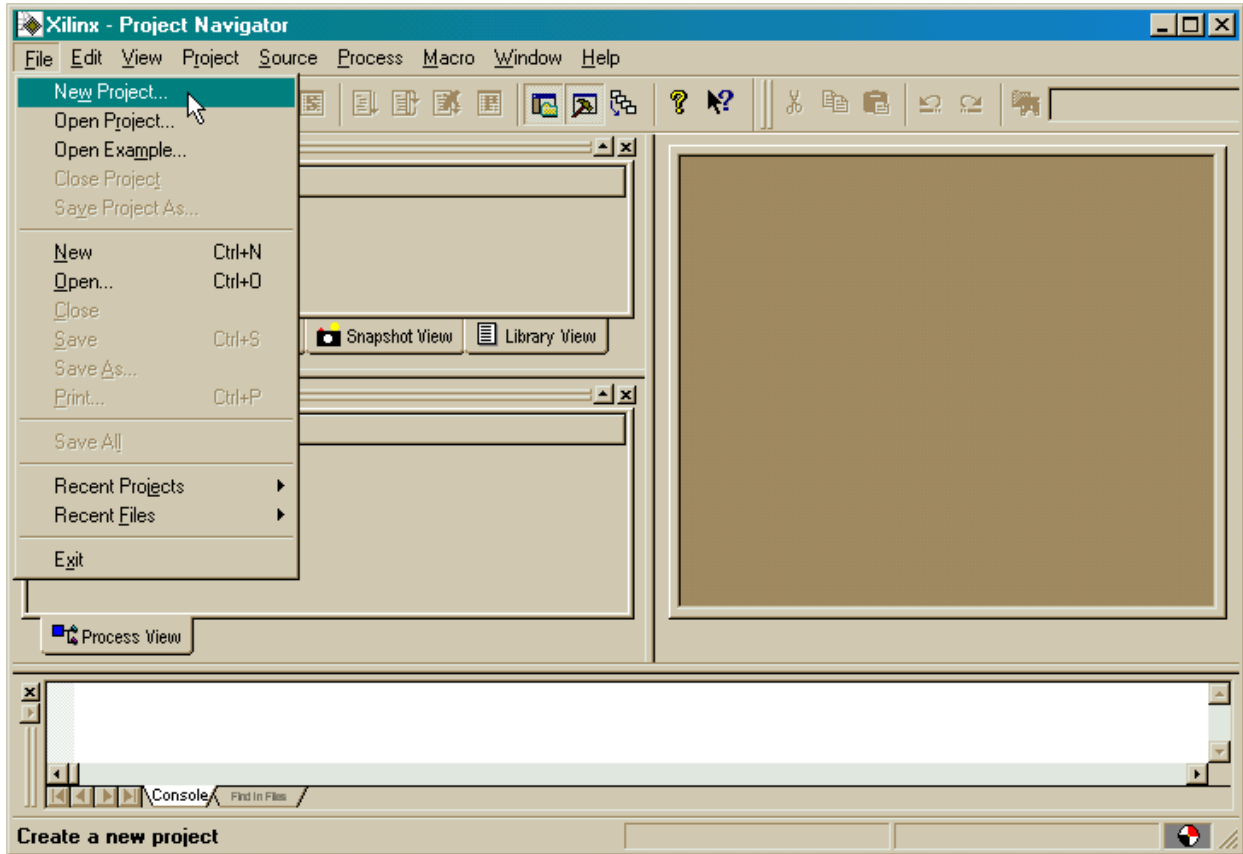 Xilinx - Project Navigator
File Edit View Project Source Process Macro Window Help
New Project...
Open Project...
Open Example...
Close Project
Save Project As...
New Ctrl+N
Open... Ctrl+O
Close
Save Ctrl+S
Save As...
Print... Ctrl+P
Save All
Recent Projects
Recent Files
Exit
Snapshot View Library View
Process View
Console Find in Files
Create a new project